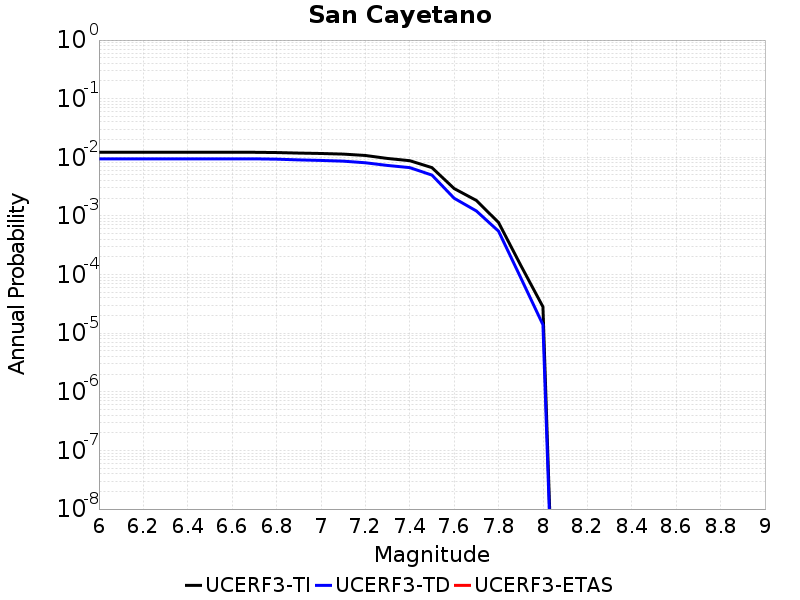 San Cayetano
Annual Probability
10^0
10^-1
10^-2
10^-3
10^-4
10^-5
10^-6
10^-7
10^-8
6 6.2 6.4 6.6 6.8 7 7.2 7.4 7.6 7.8 8 8.2 8.4 8.6 8.8 9
Magnitude
UCERF3-TI UCERF3-TD UCERF3-ETAS